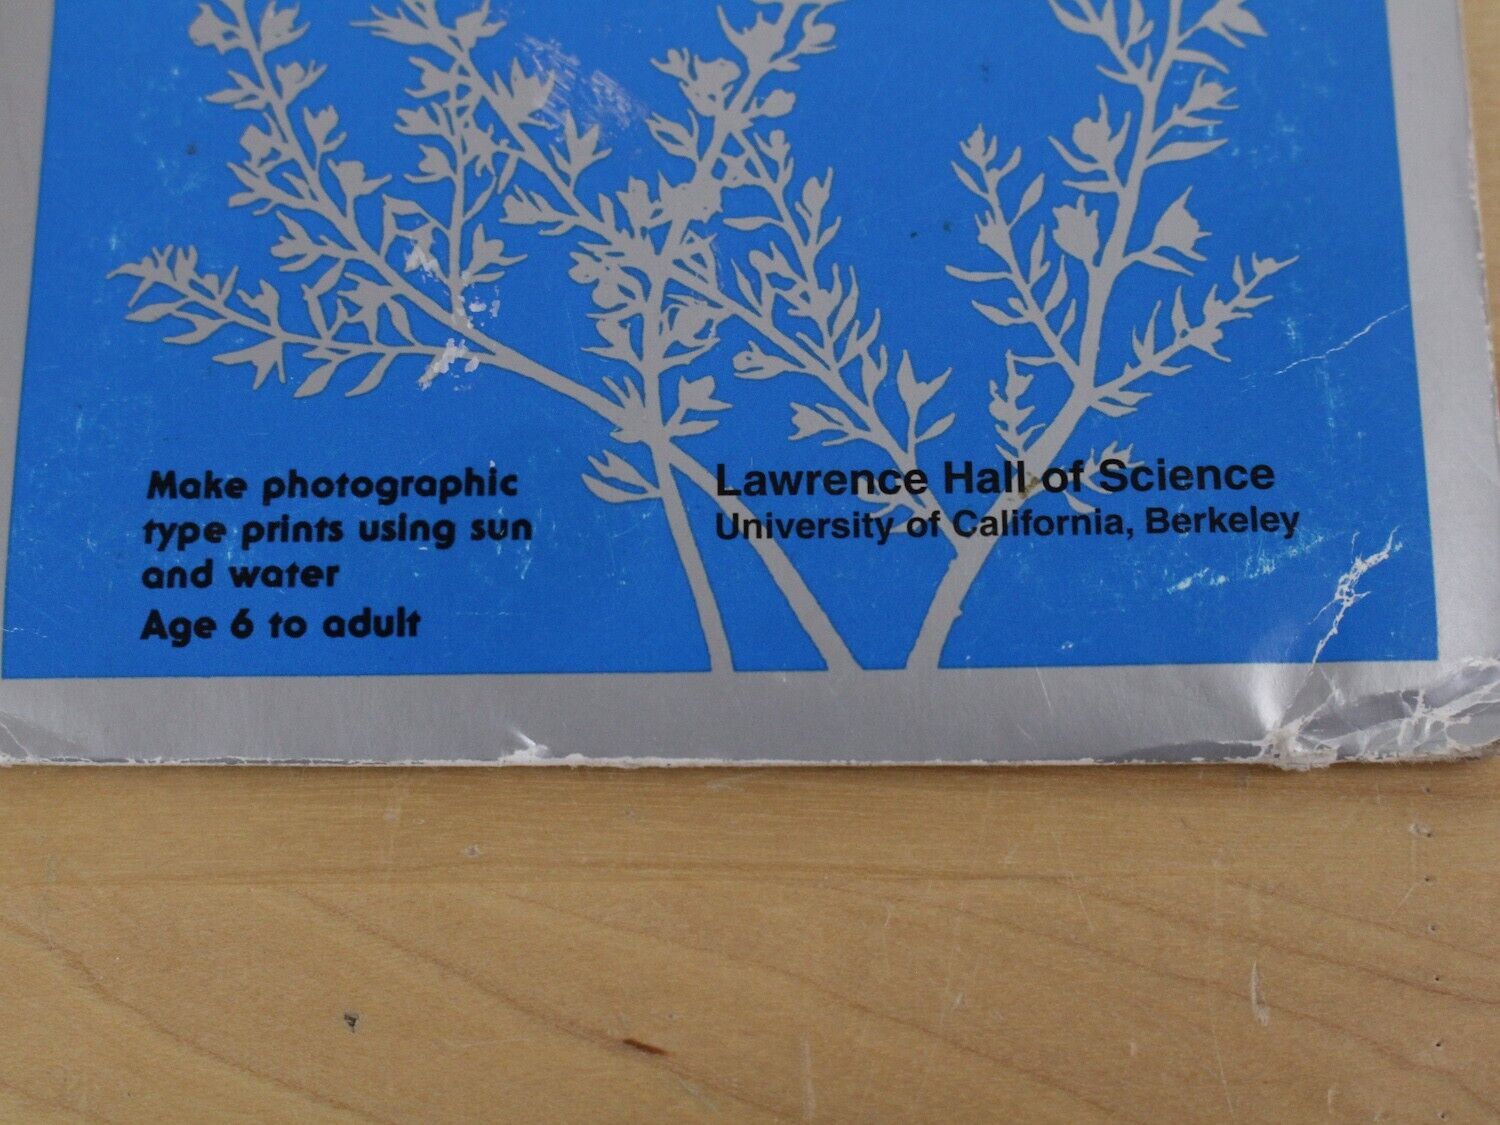 Make photographic
type prints using sun
and water
Age 6 to adult
Lawrence Hall of Science
University of California, Berkeley